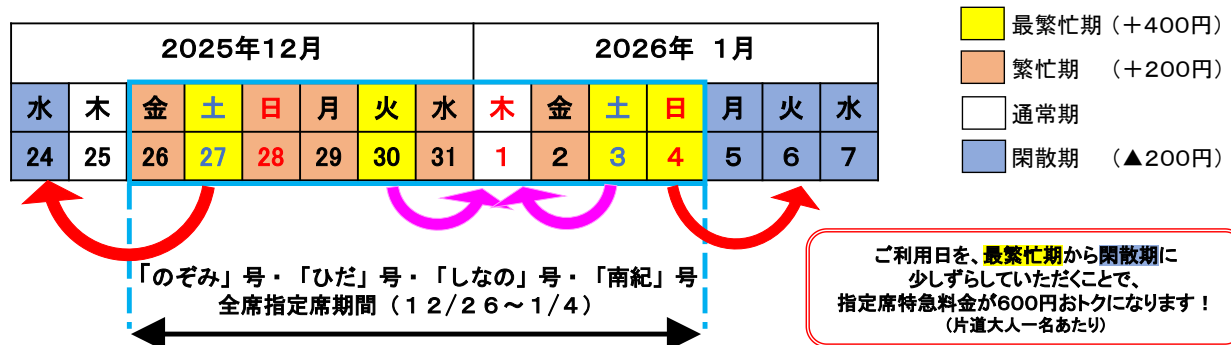 2025年12月 2026年 1月
水 木 金 土 日 月 火 水 木 金 土 日 月 火 水
24 25 26 27 28 29 30 31 1 2 3 4 5 6 7
最繁忙期（＋400円）
繁忙期 （＋200円）
通常期
閑散期 （▲200円）
「のぞみ」号・「ひだ」号・「しなの」号・「南紀」号
全席指定席期間（１２/２６～１/４）
ご利用日を、最繁忙期から閑散期に
少しずらしていただくことで、
指定席特急料金が600円おトクになります！
(片道大人一名あたり)